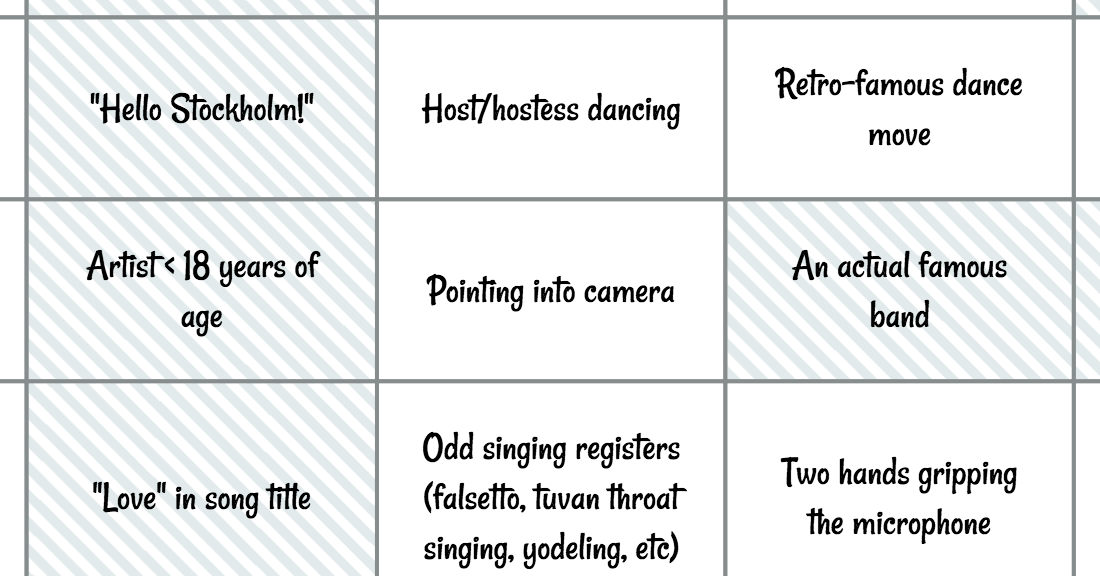 "Hello Stockholm!"
Host/hostess dancing
Retro-famous dance
move
Artist< 18 years of
age
Pointing into camera
An actual famous
band
"Love" in song title
Odd singing registers
(falsetto, tuvan throat
singing, yodeling, etc)
Two hands gripping
the microphone